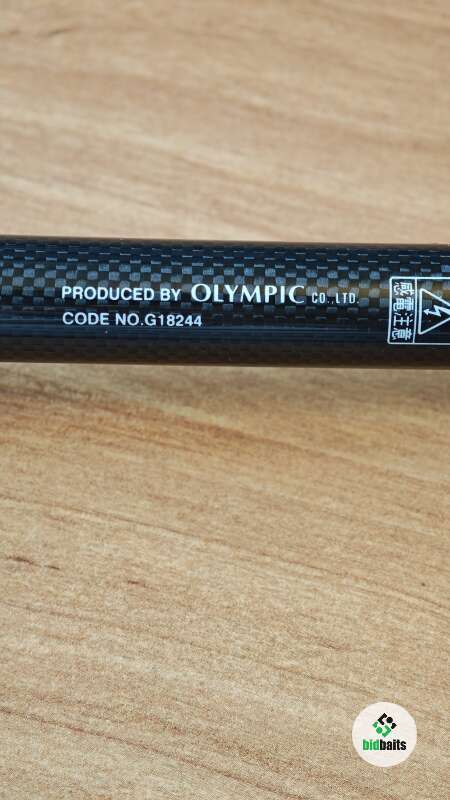 PRODUCED BY OLYMPIC CO.,LTD.
CODE NO.G18244
感電注意
bidbaits